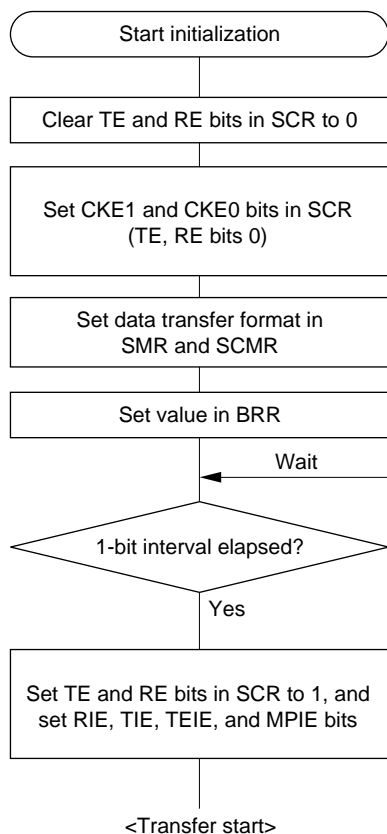 Start initialization
Clear TE and RE bits in SCR to 0
Set CKE1 and CKE0 bits in SCR
(TE, RE bits 0)
Set data transfer format in
SMR and SCMR
Set value in BRR
Wait
1-bit interval elapsed?
Yes
Set TE and RE bits in SCR to 1, and
set RIE, TIE, TEIE, and MPIE bits
<Transfer start>